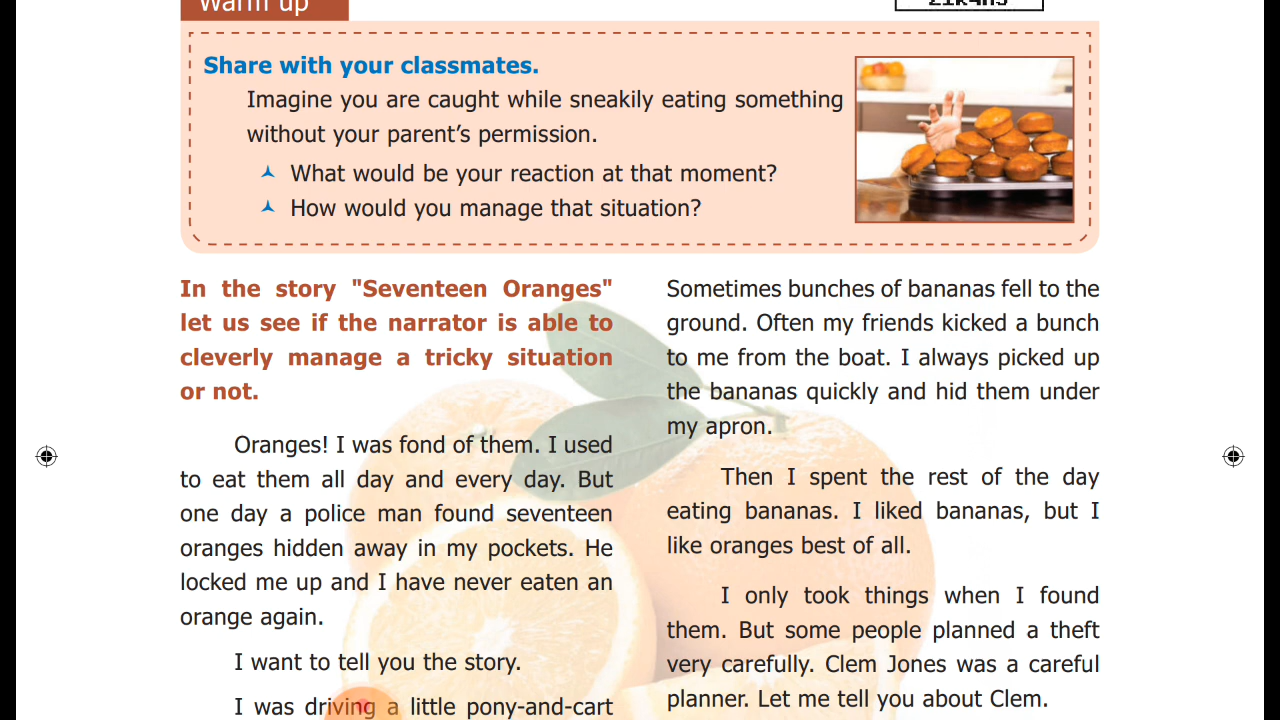 Warm up
Share with your classmates.
Imagine you are caught while sneakily eating something
without your parent's permission.
What would be your reaction at that moment?
How would you manage that situation?
In the story "Seventeen Oranges"
let us see if the narrator is able to
cleverly manage a tricky situation
or not.
Oranges! I was fond of them. I used
to eat them all day and every day. But
one day a police man found seventeen
oranges hidden away in my pockets. He
locked me up and I have never eaten an
orange again.
I want to tell you the story.
I was driving a little pony-and-cart
Sometimes bunches of bananas fell to the
ground. Often my friends kicked a bunch
to me from the boat. I always picked up
the bananas quickly and hid them under
my apron.
Then I spent the rest of the day
eating bananas. I liked bananas, but I
like oranges best of all.
I only took things when I found
them. But some people planned a theft
very carefully. Clem Jones was a careful
planner. Let me tell you about Clem.